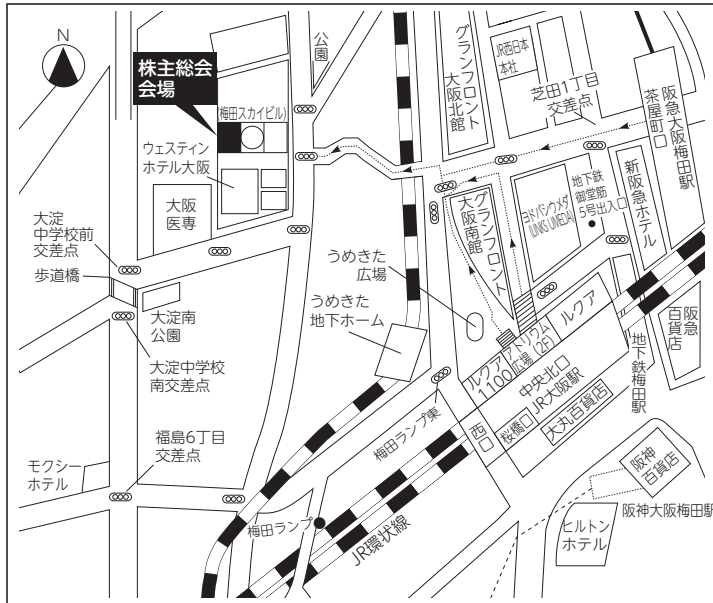 N
株主総会
会場
(梅田スカイビル)
公園
ウェスティン
ホテル大阪
大阪
医専
大淀
中学校前
交差点
歩道橋
大淀南
公園
大淀中学校
南交差点
福島6丁目
交差点
モクシー
ホテル
グランフロント
大阪北館
JR西日本
本社
芝田1丁目
交差点
阪急大阪梅田駅
茶屋町口
新阪急ホテル
地下鉄
御堂筋
5号出入口
ヨドバシウメダ
(LINKS UMEDA)
グランフロント
大阪南館
うめきた
広場
うめきた
地下ホーム
ルクア
1100
アトリウム
広場(2F)
ルクア
中央北口
JR大阪駅
桜橋口
西口
大丸百貨店
地下鉄梅田駅
阪急
百貨店
梅田ランプ東
梅田ランプ
JR環状線
阪神
百貨店
阪神大阪梅田駅
ヒルトン
ホテル